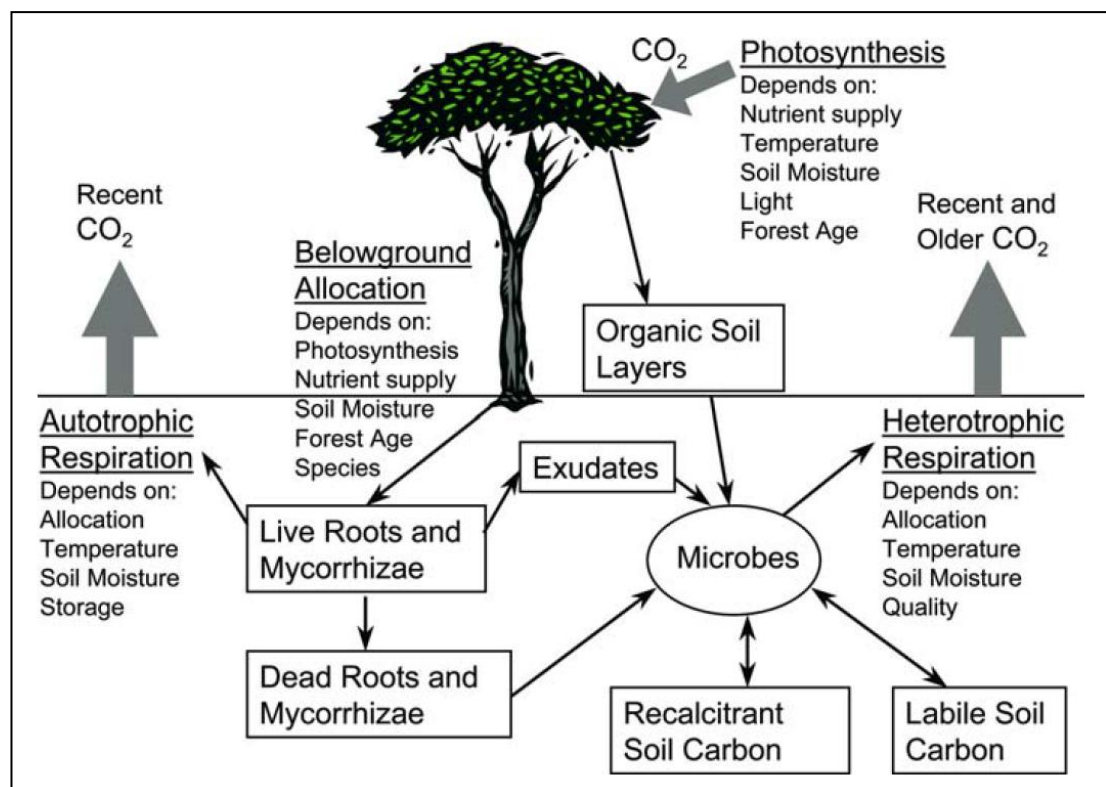 CO₂
Photosynthesis
Depends on:
Nutrient supply
Temperature
Soil Moisture
Light
Forest Age
Recent
CO₂
Belowground
Allocation
Depends on:
Photosynthesis
Nutrient supply
Soil Moisture
Forest Age
Species
Recent and
Older CO₂
Organic Soil
Layers
Autotrophic
Respiration
Depends on:
Allocation
Temperature
Soil Moisture
Storage
Exudates
Heterotrophic
Respiration
Depends on:
Allocation
Temperature
Soil Moisture
Quality
Live Roots and
Mycorrhizae
Microbes
Dead Roots and
Mycorrhizae
Recalcitrant
Soil Carbon
Labile Soil
Carbon